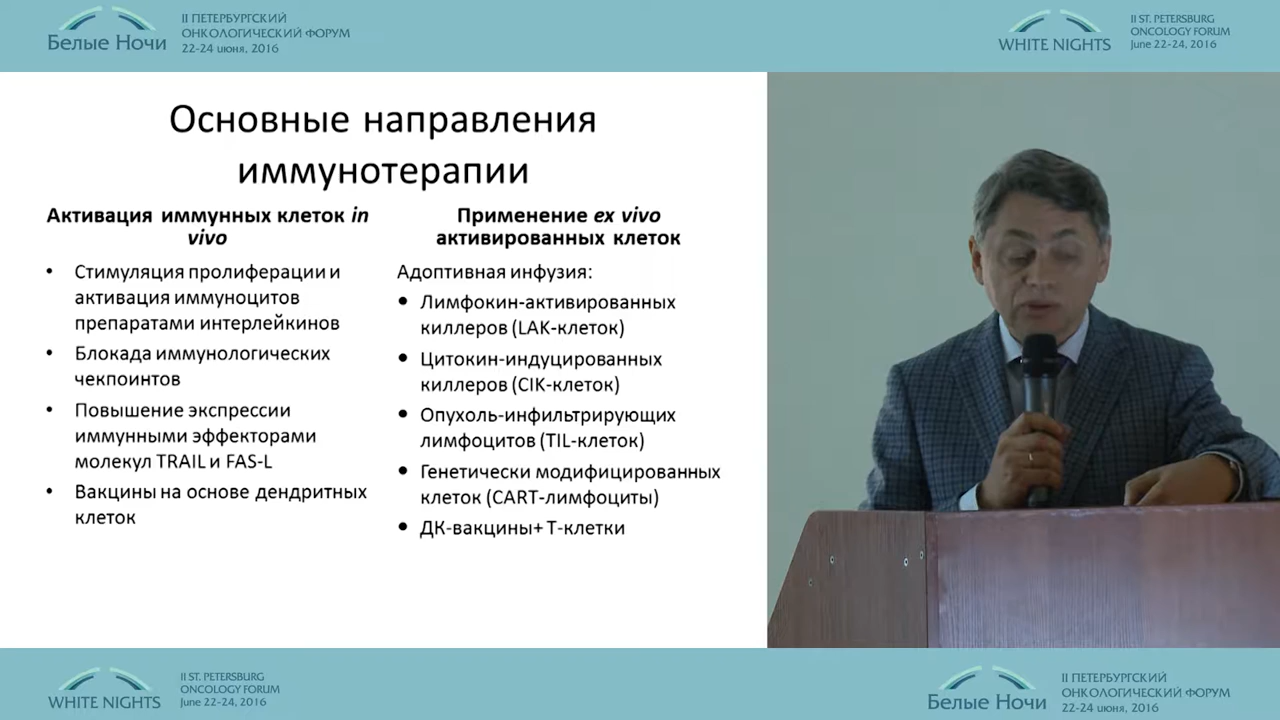 Белые Ночи
II ПЕТЕРБУРГСКИЙ
ОНКОЛОГИЧЕСКИЙ ФОРУМ
22-24 июня, 2016
WHITE NIGHTS
II ST. PETERSBURG
ONCOLOGY FORUM
June 22-24, 2016
Основные направления
иммунотерапии
Активация иммунных клеток in
vivo
Стимуляция пролиферации и
активация иммуноцитов
препаратами интерлейкинов
Блокада иммунологических
чекпоинтов
Повышение экспрессии
иммунными эффекторами
молекул TRAIL и FAS-L
Вакцины на основе дендритных
клеток
Применение ex vivo
активированных клеток
Адоптивная инфузия:
Лимфокин-активированных
киллеров (LAK-клеток)
Цитокин-индуцированных
киллеров (CIK-клеток)
Опухоль-инфильтрирующих
лимфоцитов (TIL-клеток)
Генетически модифицированных
клеток (CART-лимфоциты)
ДК-вакцины+ Т-клетки
WHITE NIGHTS
II ST. PETERSBURG
ONCOLOGY FORUM
June 22-24, 2016
Белые Ночи
II ПЕТЕРБУРГСКИЙ
ОНКОЛОГИЧЕСКИЙ ФОРУМ
22-24 июня, 2016